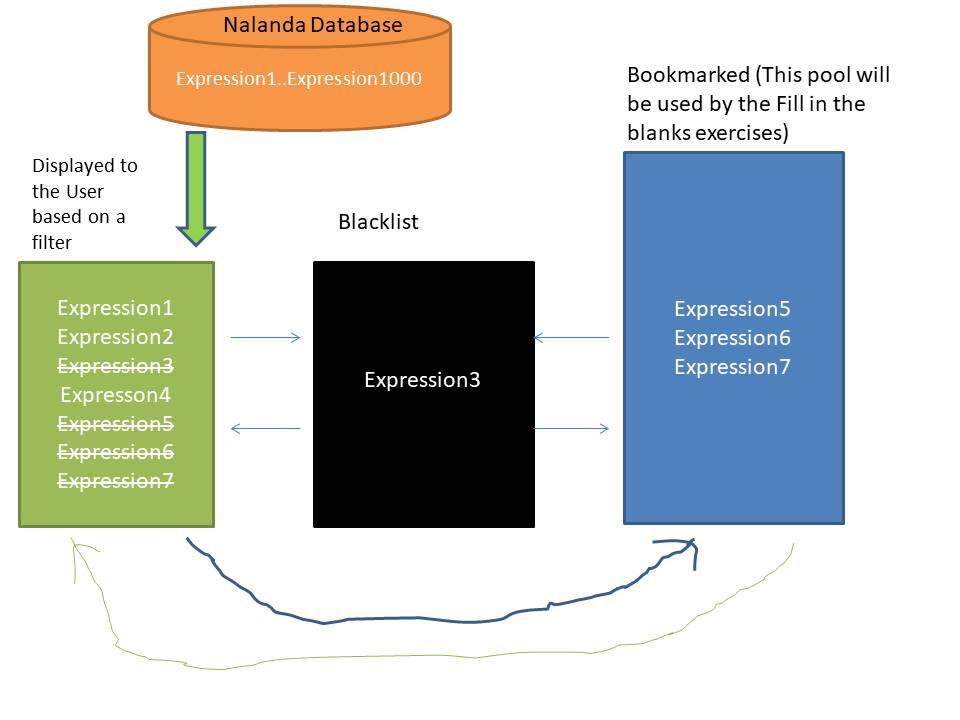 Nalanda Database
Expression1..Expression1000
Bookmarked (This pool will
be used by the Fill in the
blanks exercises)
Displayed to
the User
based on a
filter
Blacklist
Expression1
Expression2
Expression3
Expresson4
Expression5
Expression6
Expression7
Expression3
Expression5
Expression6
Expression7